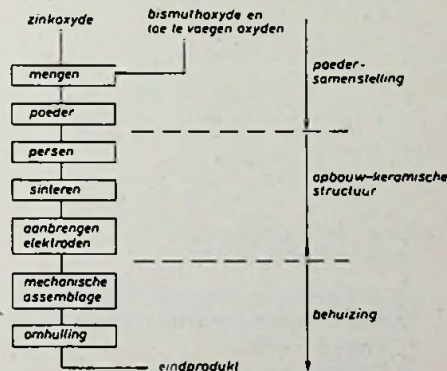 zinkoxyde
bismuthoxyde en
toe te voegen oxyden
mengen
poeder
persen
sinteren
aanbrengen
elektroden
mechanische
assemblage
omhulling
eindprodukt
poeder-
samenstelling
opbouw-keramische
structuur
behuizing